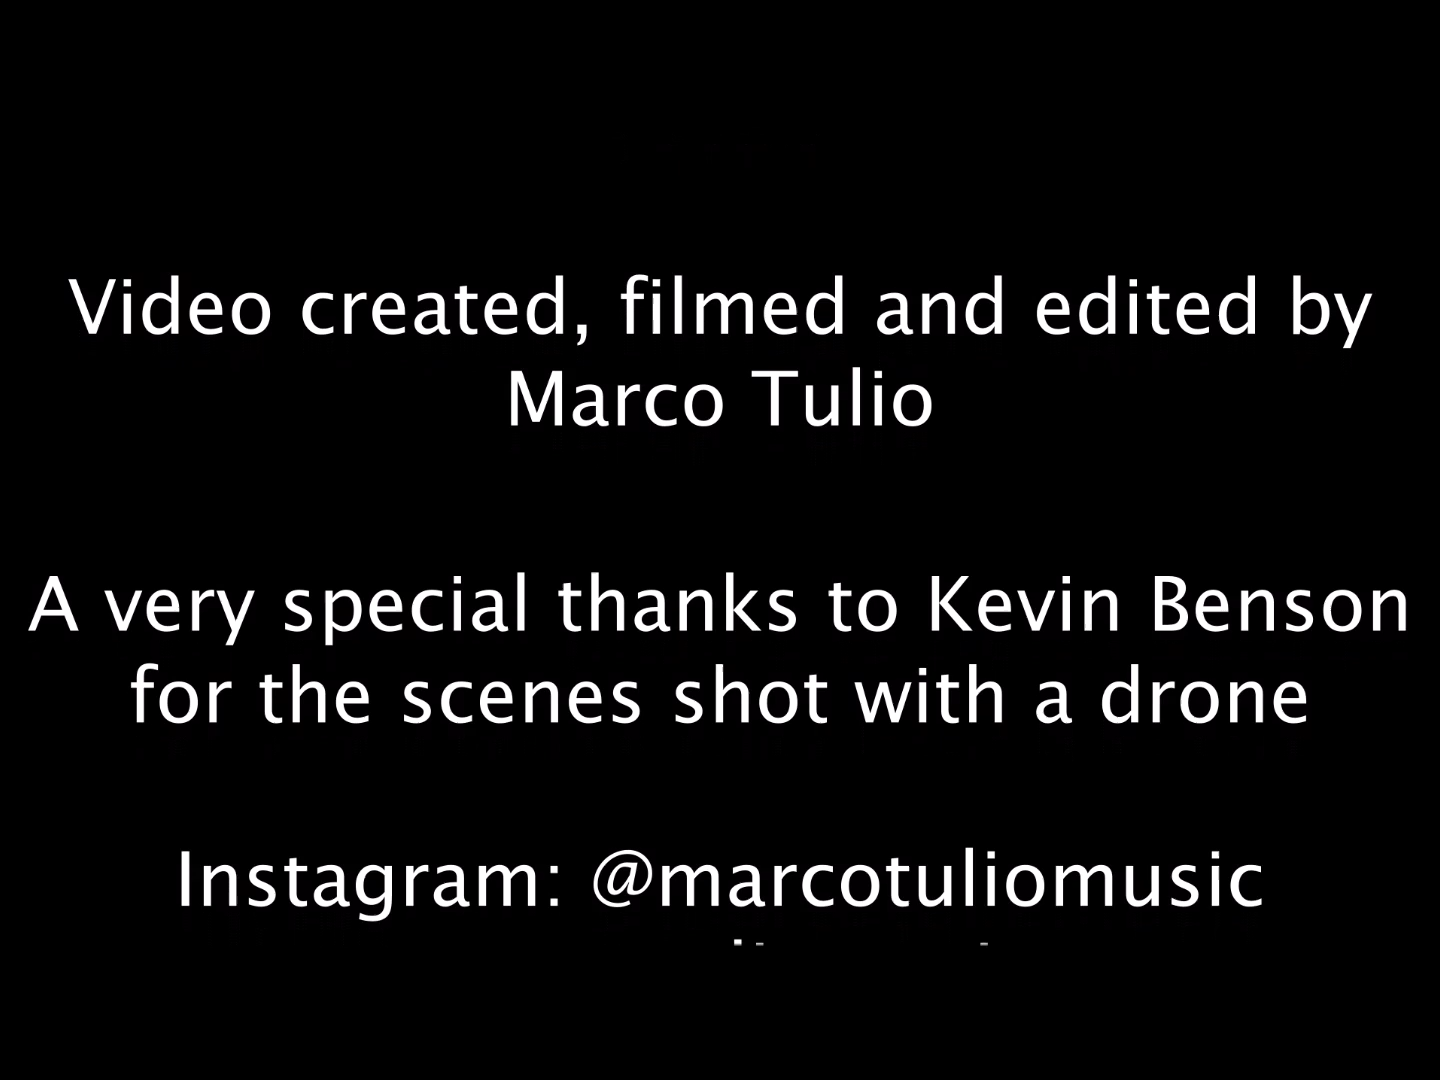 Video created, filmed and edited by
Marco Tulio
A very special thanks to Kevin Benson
for the scenes shot with a drone
Instagram: @marcotuliomusic